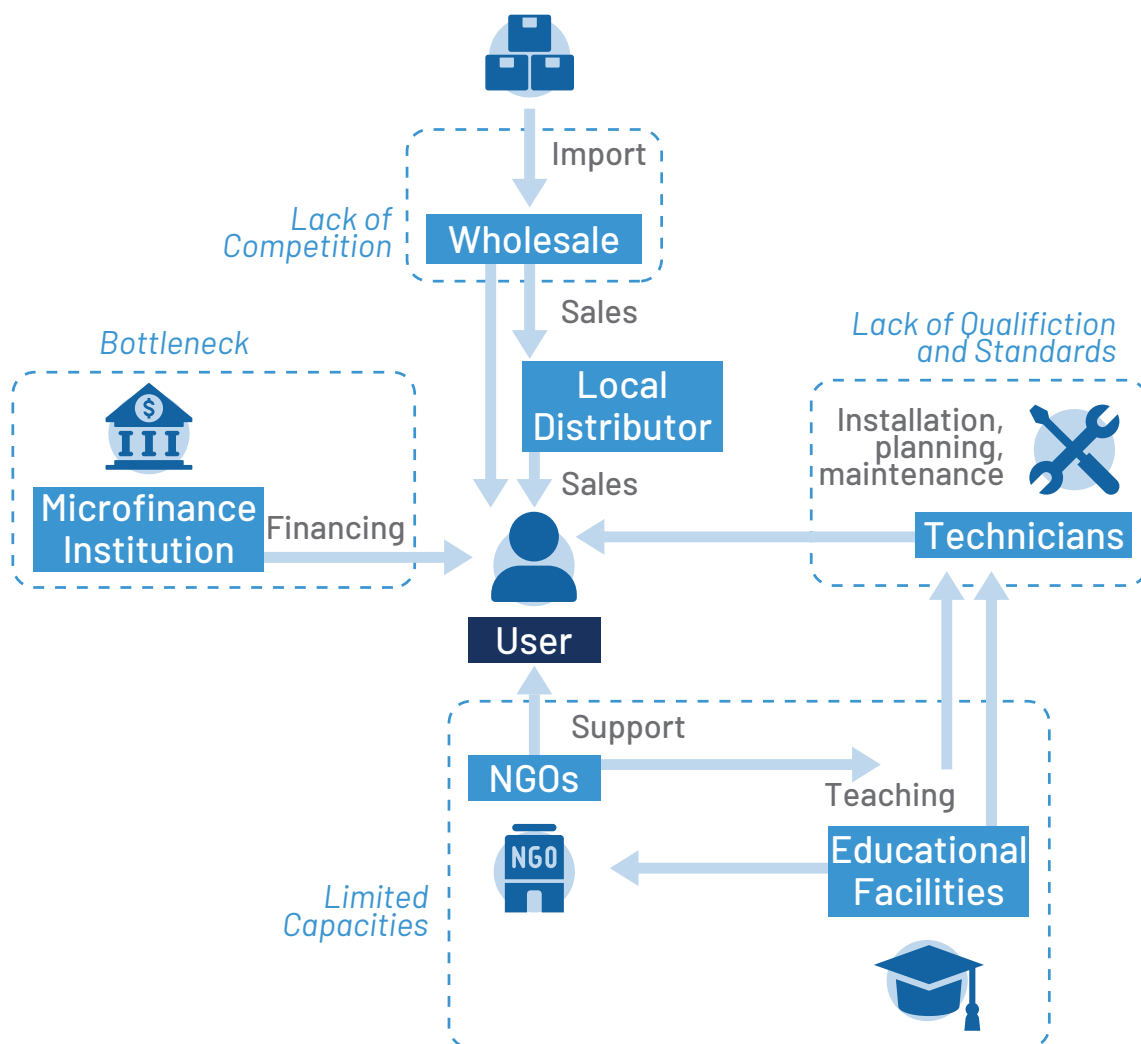 Import
Lack of
Competition
Wholesale
Sales
Bottleneck
Lack of Qualifiction
and Standards
Local
Distributor
Installation,
planning,
maintenance
Sales
Microfinance
Institution
Financing
Technicians
User
Support
NGOs
Teaching
NGO
Educational
Facilities
Limited
Capacities
$